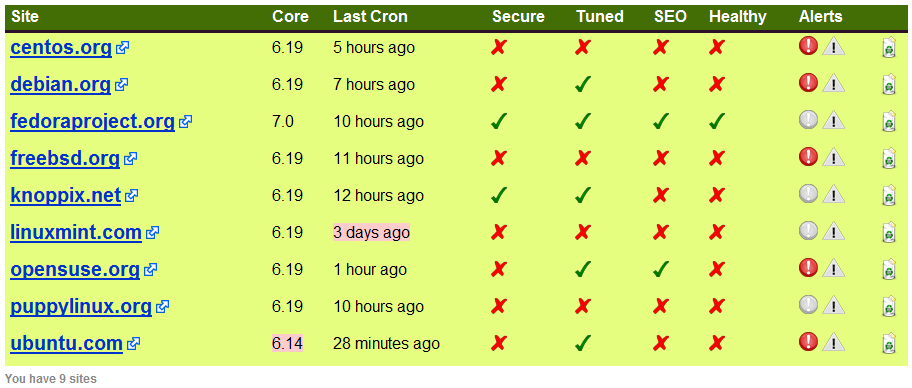 Site Core Last Cron Secure Tuned SEO Healthy Alerts
centos.org 6.19 5 hours ago ✘ ✘ ✘ ✘
debian.org 6.19 7 hours ago ✘ ✓ ✘ ✘
fedoraproject.org 7.0 10 hours ago ✓ ✓ ✓ ✓
freebsd.org 6.19 11 hours ago ✘ ✘ ✘ ✘
knoppix.net 6.19 12 hours ago ✓ ✓ ✘ ✘
linuxmint.com 6.19 3 days ago ✘ ✘ ✘ ✘
opensuse.org 6.19 1 hour ago ✘ ✓ ✓ ✘
puppylinux.org 6.19 10 hours ago ✘ ✘ ✘ ✘
ubuntu.com 6.14 28 minutes ago ✘ ✓ ✘ ✘
You have 9 sites